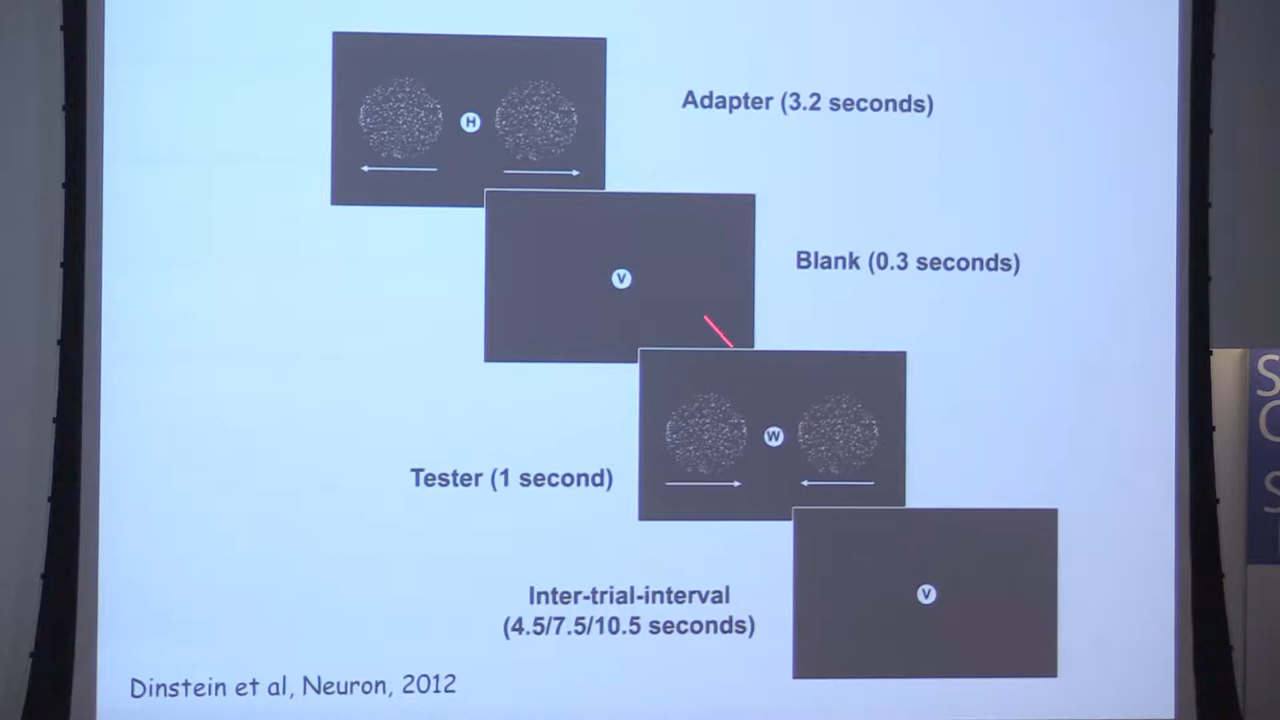 H
Adapter (3.2 seconds)
V
Blank (0.3 seconds)
W
Tester (1 second)
V
Inter-trial-interval
(4.5/7.5/10.5 seconds)
Dinstein et al, Neuron, 2012
S